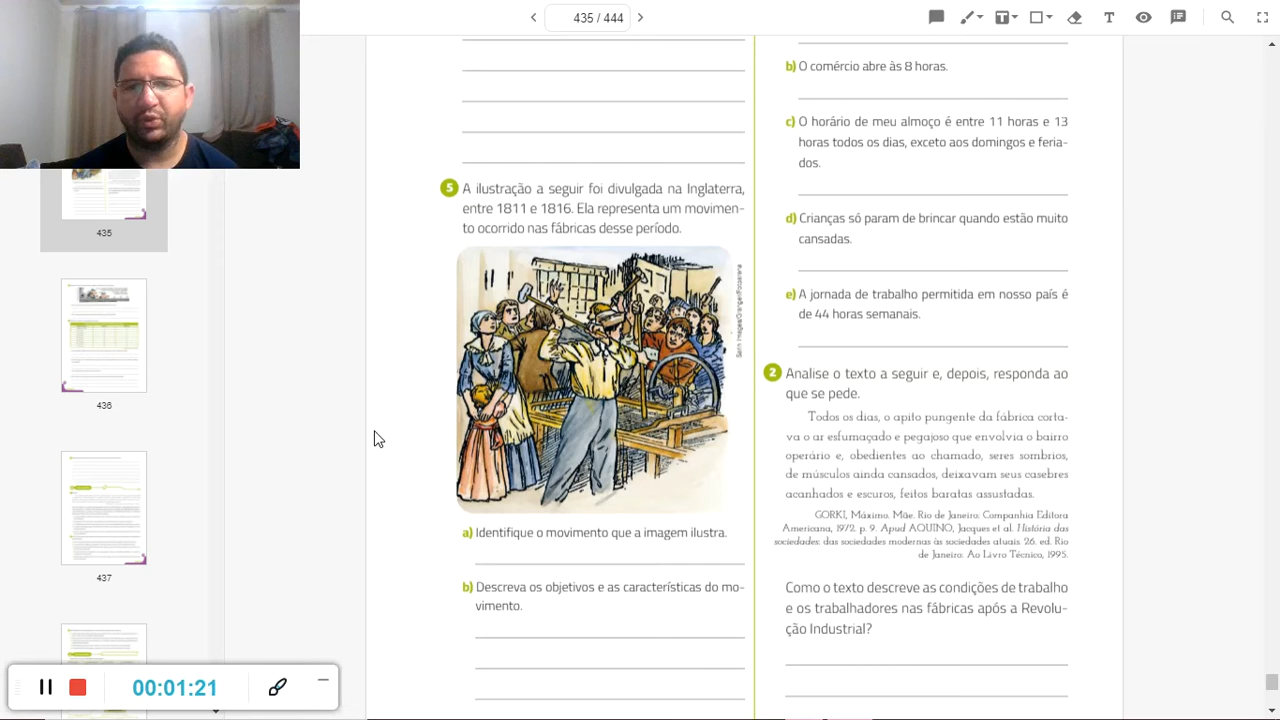 435 / 444
T
T
435
436
437
00:01:21
5 A ilustração a seguir foi divulgada na Inglaterra,
entre 1811 e 1816. Ela representa um movimen-
to ocorrido nas fábricas desse período.
a) Identifique o movimento que a imagem ilustra.
b) Descreva os objetivos e as características do mo-
vimento.
b) O comércio abre às 8 horas.
c) O horário de meu almoço é entre 11 horas e 13
horas todos os dias, exceto aos domingos e feria-
dos.
d) Crianças só param de brincar quando estão muito
cansadas.
e) A jornada de trabalho permitida em nosso país é
de 44 horas semanais.
2 Analise o texto a seguir e, depois, responda ao
que se pede.
Todos os dias, o apito pungente da fábrica corta-
va o ar esfumaçado e pegajoso que envolvia o bairro
operário e, obedientes ao chamado, seres sombrios,
de músculos ainda cansados, deixavam seus casebres
acanhados e escuros, feitos baratas assustadas.
GORKI, Máximo. Mãe. Rio de Janeiro: Companhia Editora
Americana, 1972. p. 9. Apud AQUINO, Jacques et al. História das
sociedades: das sociedades modernas às sociedades atuais. 26. ed. Rio
de Janeiro: Ao Livro Técnico, 1995.
Como o texto descreve as condições de trabalho
e os trabalhadores nas fábricas após a Revolu-
ção Industrial?